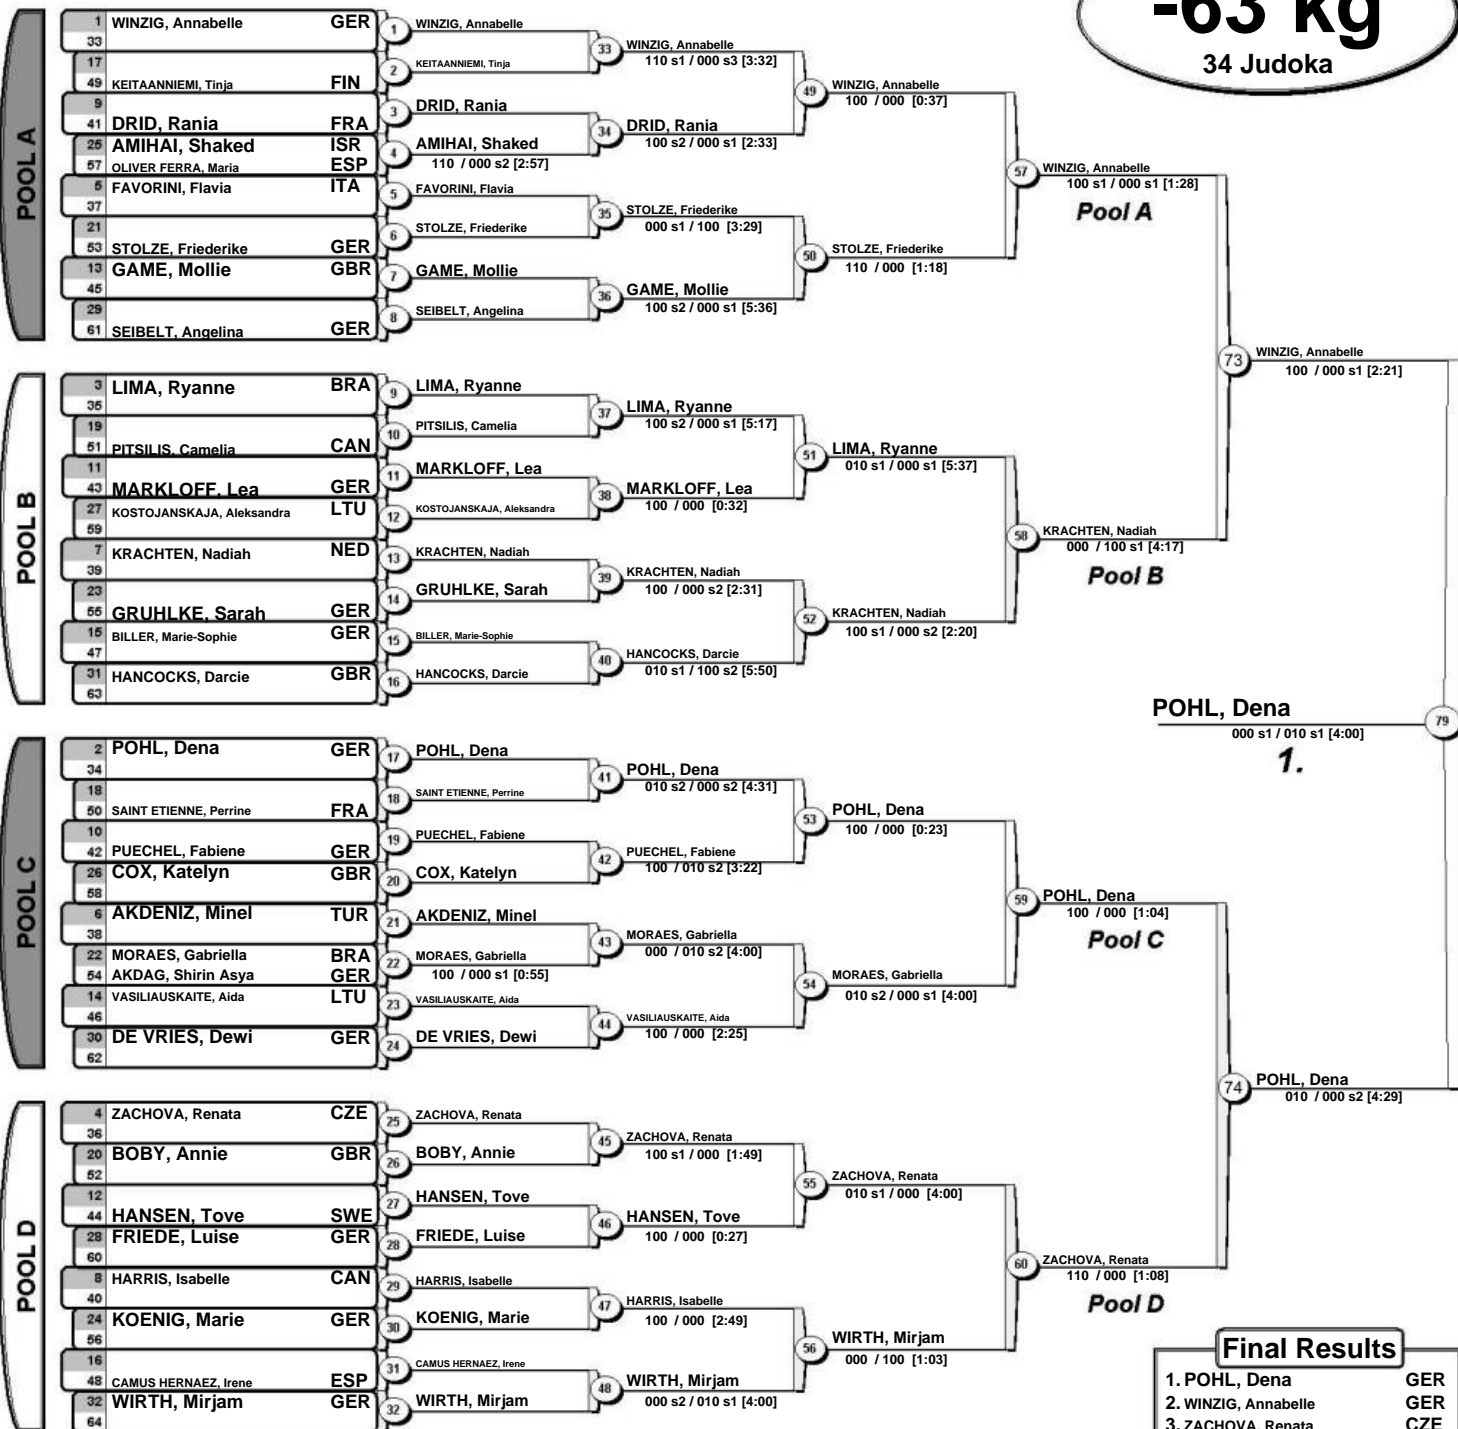 -63 kg
34 Judoka
POOL A
1 WINZIG, Annabelle GER
33
17
49 KEITAANNIEMI, Tinja FIN
9
41 DRID, Rania FRA
25 AMIHAI, Shaked ISR
57 OLIVER FERRA, Maria ESP
5 FAVORINI, Flavia ITA
37
21
53 STOLZE, Friederike GER
13 GAME, Mollie GBR
45
29
61 SEIBELT, Angelina GER
1 WINZIG, Annabelle
2 KEITAANNIEMI, Tinja
3 DRID, Rania
4 AMIHAI, Shaked
110 / 000 s2 [2:57]
5 FAVORINI, Flavia
6 STOLZE, Friederike
7 GAME, Mollie
8 SEIBELT, Angelina
33 WINZIG, Annabelle
110 s1 / 000 s3 [3:32]
34 DRID, Rania
100 s2 / 000 s1 [2:33]
35 STOLZE, Friederike
000 s1 / 100 [3:29]
36 GAME, Mollie
100 s2 / 000 s1 [5:36]
49 WINZIG, Annabelle
100 / 000 [0:37]
50 STOLZE, Friederike
110 / 000 [1:18]
57 WINZIG, Annabelle
100 s1 / 000 s1 [1:28]
Pool A
POOL B
3 LIMA, Ryanne BRA
35
19
51 PITSILIS, Camelia CAN
11
43 MARKLOFF, Lea GER
27 KOSTOJANSKAJA, Aleksandra LTU
59
7 KRACHTEN, Nadiah NED
39
23
55 GRUHLKE, Sarah GER
15 BILLER, Marie-Sophie GER
47
31 HANCOCKS, Darcie GBR
63
9 LIMA, Ryanne
10 PITSILIS, Camelia
11 MARKLOFF, Lea
12 KOSTOJANSKAJA, Aleksandra
13 KRACHTEN, Nadiah
14 GRUHLKE, Sarah
15 BILLER, Marie-Sophie
16 HANCOCKS, Darcie
37 LIMA, Ryanne
100 s2 / 000 s1 [5:17]
38 MARKLOFF, Lea
100 / 000 [0:32]
39 KRACHTEN, Nadiah
100 / 000 s2 [2:31]
40 HANCOCKS, Darcie
010 s1 / 100 s2 [5:50]
51 LIMA, Ryanne
010 s1 / 000 s1 [5:37]
52 KRACHTEN, Nadiah
100 s1 / 000 s2 [2:20]
58 KRACHTEN, Nadiah
000 / 100 s1 [4:17]
Pool B
73 WINZIG, Annabelle
100 / 000 s1 [2:21]
POHL, Dena 79
000 s1 / 010 s1 [4:00]
1.
POOL C
2 POHL, Dena GER
34
18
50 SAINT ETIENNE, Perrine FRA
10
42 PUECHEL, Fabiene GER
26 COX, Katelyn GBR
58
6 AKDENIZ, Minel TUR
38
22 MORAES, Gabriella BRA
54 AKDAG, Shirin Asya GER
14 VASILIAUSKAITE, Aida LTU
46
30 DE VRIES, Dewi GER
62
17 POHL, Dena
18 SAINT ETIENNE, Perrine
19 PUECHEL, Fabiene
20 COX, Katelyn
21 AKDENIZ, Minel
22 MORAES, Gabriella
100 / 000 s1 [0:55]
23 VASILIAUSKAITE, Aida
24 DE VRIES, Dewi
41 POHL, Dena
010 s2 / 000 s2 [4:31]
42 PUECHEL, Fabiene
100 / 010 s2 [3:22]
43 MORAES, Gabriella
000 / 010 s2 [4:00]
44 VASILIAUSKAITE, Aida
100 / 000 [2:25]
53 POHL, Dena
100 / 000 [0:23]
54 MORAES, Gabriella
010 s2 / 000 s1 [4:00]
59 POHL, Dena
100 / 000 [1:04]
Pool C
POOL D
4 ZACHOVA, Renata CZE
36
20 BOBY, Annie GBR
52
12
44 HANSEN, Tove SWE
28 FRIEDE, Luise GER
60
8 HARRIS, Isabelle CAN
40
24 KOENIG, Marie GER
56
16
48 CAMUS HERNAEZ, Irene ESP
32 WIRTH, Mirjam GER
64
25 ZACHOVA, Renata
26 BOBY, Annie
27 HANSEN, Tove
28 FRIEDE, Luise
29 HARRIS, Isabelle
30 KOENIG, Marie
31 CAMUS HERNAEZ, Irene
32 WIRTH, Mirjam
45 ZACHOVA, Renata
100 s1 / 000 [1:49]
46 HANSEN, Tove
100 / 000 [0:27]
47 HARRIS, Isabelle
100 / 000 [2:49]
48 WIRTH, Mirjam
000 s2 / 010 s1 [4:00]
55 ZACHOVA, Renata
010 s1 / 000 [4:00]
56 WIRTH, Mirjam
000 / 100 [1:03]
60 ZACHOVA, Renata
110 / 000 [1:08]
Pool D
74 POHL, Dena
010 / 000 s2 [4:29]
Final Results
1. POHL, Dena GER
2. WINZIG, Annabelle GER
3. ZACHOVA, Renata CZE